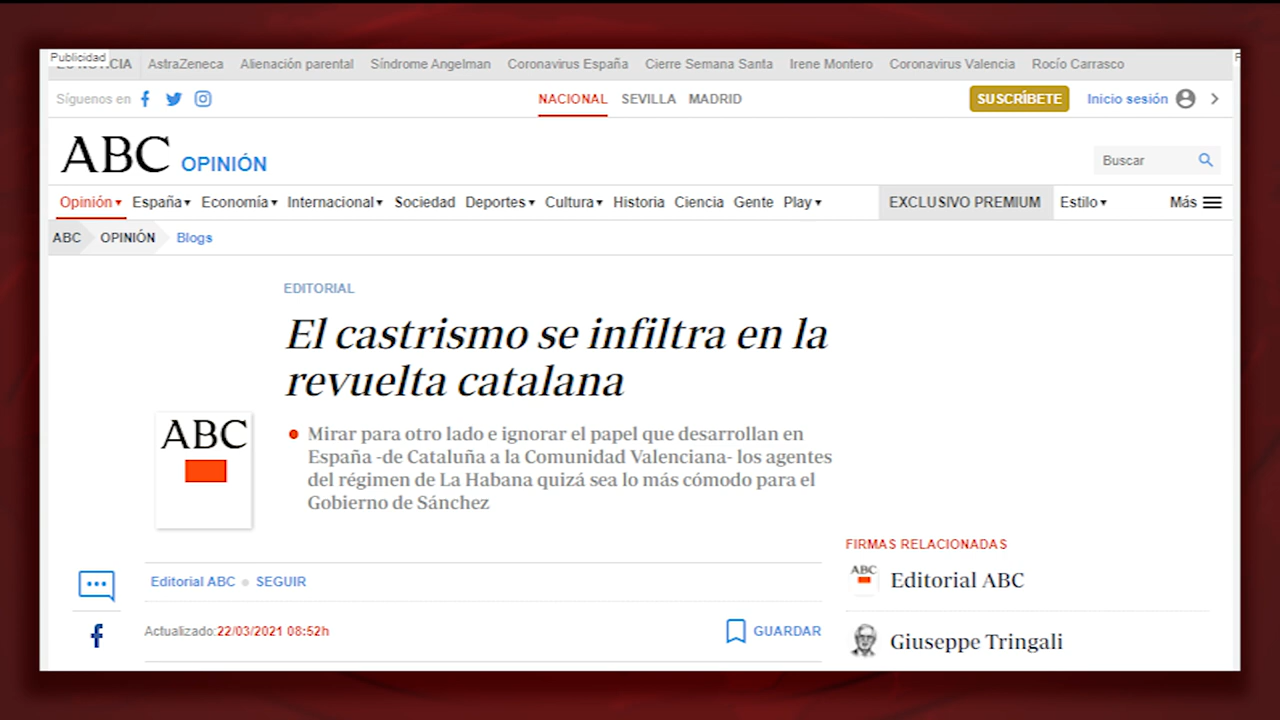 Publicidad
AstraZeneca Alienación parental Síndrome Angelman Coronavirus España Cierre Semana Santa Irene Montero Coronavirus Valencia Rocío Carrasco
Síguenos en NACIONAL SEVILLA MADRID SUSCRÍBETE Inicio sesión
ABC OPINIÓN
Buscar
Opinión España Economía Internacional Sociedad Deportes Cultura Historia Ciencia Gente Play EXCLUSIVO PREMIUM Estilo Más
ABC OPINIÓN Blogs
EDITORIAL
El castrismo se infiltra en la
revuelta catalana
ABC
Mirar para otro lado e ignorar el papel que desarrollan en
España -de Cataluña a la Comunidad Valenciana- los agentes
del régimen de La Habana quizá sea lo más cómodo para el
Gobierno de Sánchez
Editorial ABC SEGUIR
Actualizado:22/03/2021 08:52h
GUARDAR
FIRMAS RELACIONADAS
ABC
Editorial ABC
Giuseppe Tringali